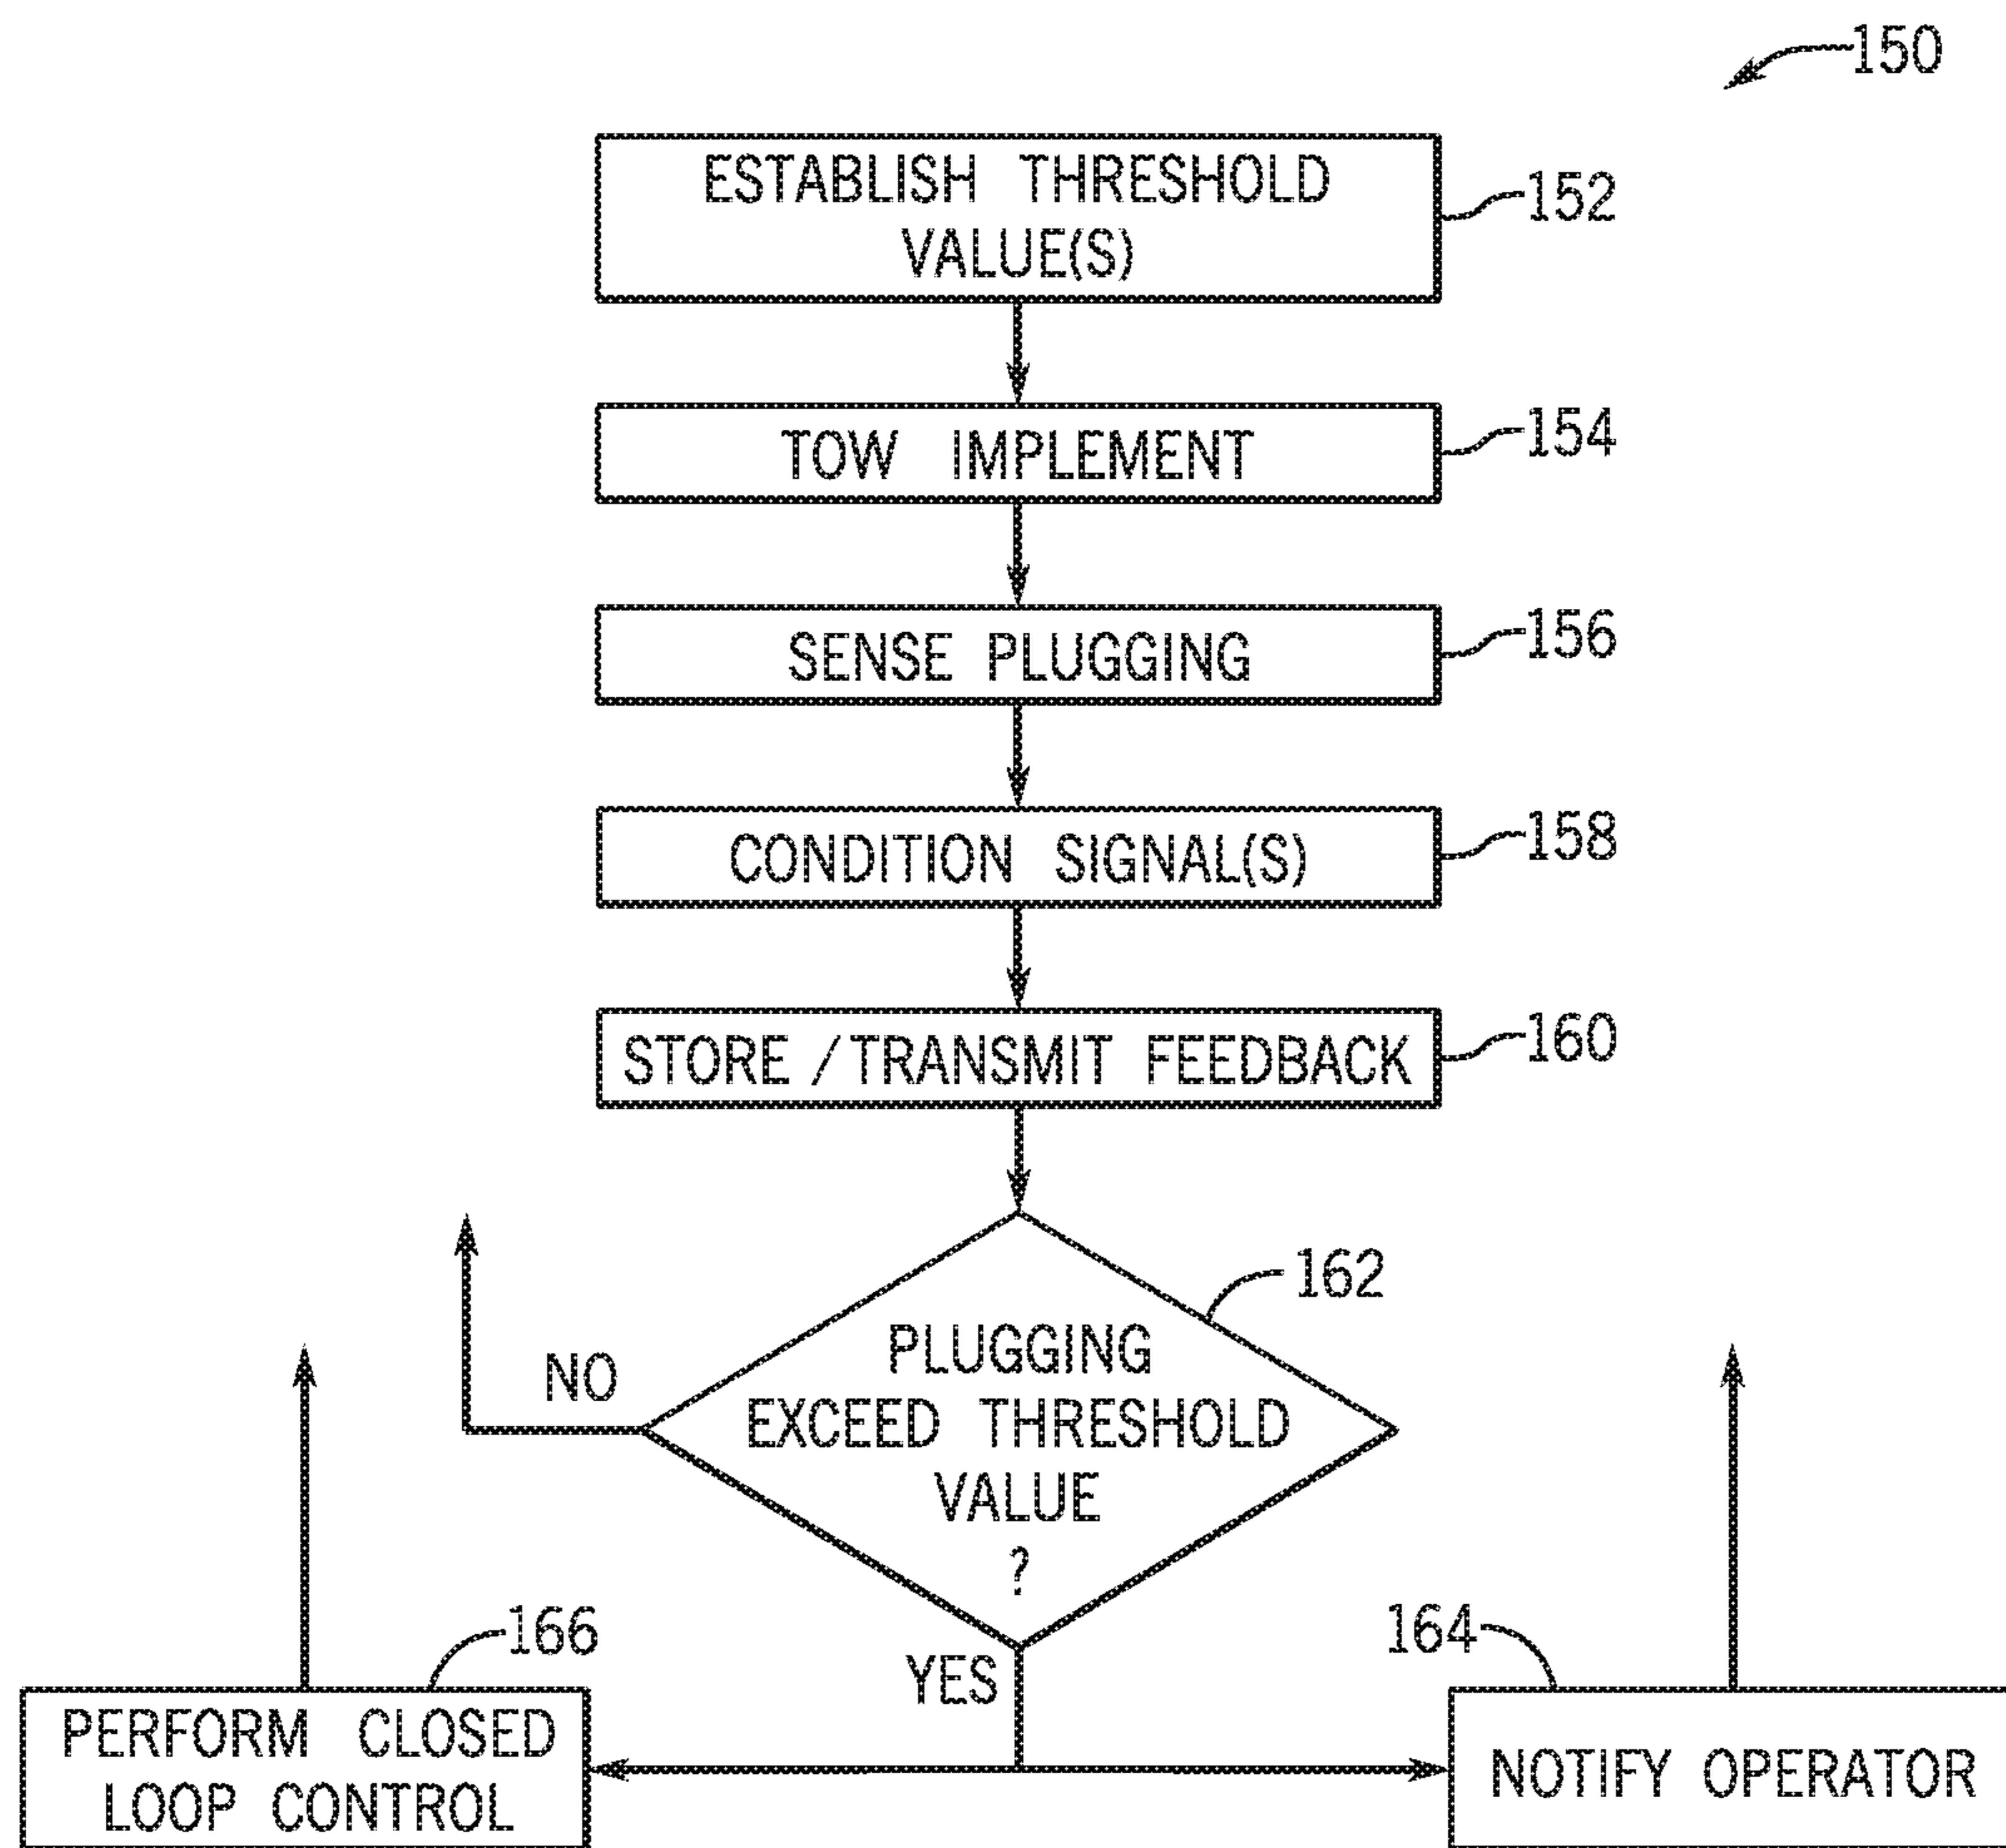 150
ESTABLISH THRESHOLD
VALUE(S)
152
TOW IMPLEMENT
154
SENSE PLUGGING
156
CONDITION SIGNAL(S)
158
STORE / TRANSMIT FEEDBACK
160
162
NO
PLUGGING
EXCEED THRESHOLD
VALUE
?
YES
166
PERFORM CLOSED
LOOP CONTROL
164
NOTIFY OPERATOR